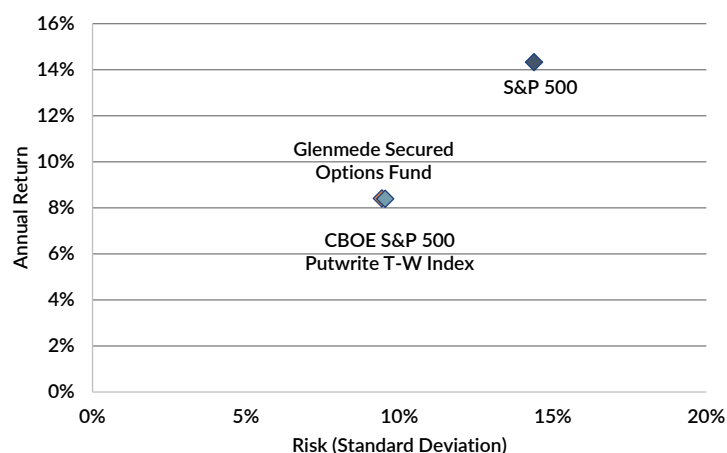 16%
14%
S&P 500
12%
Glenmede Secured
Options Fund
10%
8%
CBOE S&P 500
Putwrite T-W Index
6%
4%
2%
0%
Annual Return
0%
5%
10%
15%
20%
Risk (Standard Deviation)